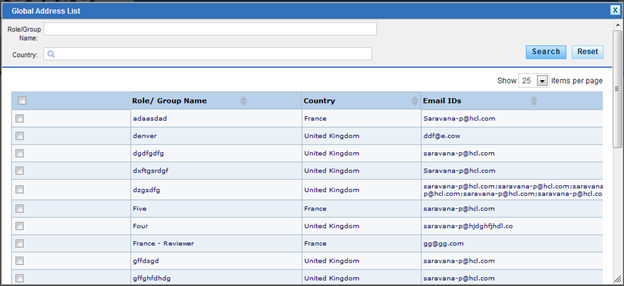 Global Address List X
Role/Group
Name:
Country:
Search Reset
Show 25 items per page
Role/ Group Name Country Email IDs
adaasdad France Saravana-p@hcl.com
denver United Kingdom ddf@e.cow
dgdfgdfg United Kingdom saravana-p@hcl.com
dxftgsrdgf United Kingdom Saravana-p@hcl.com
dzgsdfg United Kingdom saravana-p@hcl.com;saravana-p@hcl.com;saravana
p@hcl.com;saravana-p@hcl.com;saravana-p@hcl.com
Five France saravana-p@hcl.com
Four United Kingdom saravana-p@hjdghfjhdl.co
France - Reviewer France gg@gg.com
gffdsgd United Kingdom saravana-p@hcl.com
gffghfdhdg United Kingdom saravana-p@hcl.com